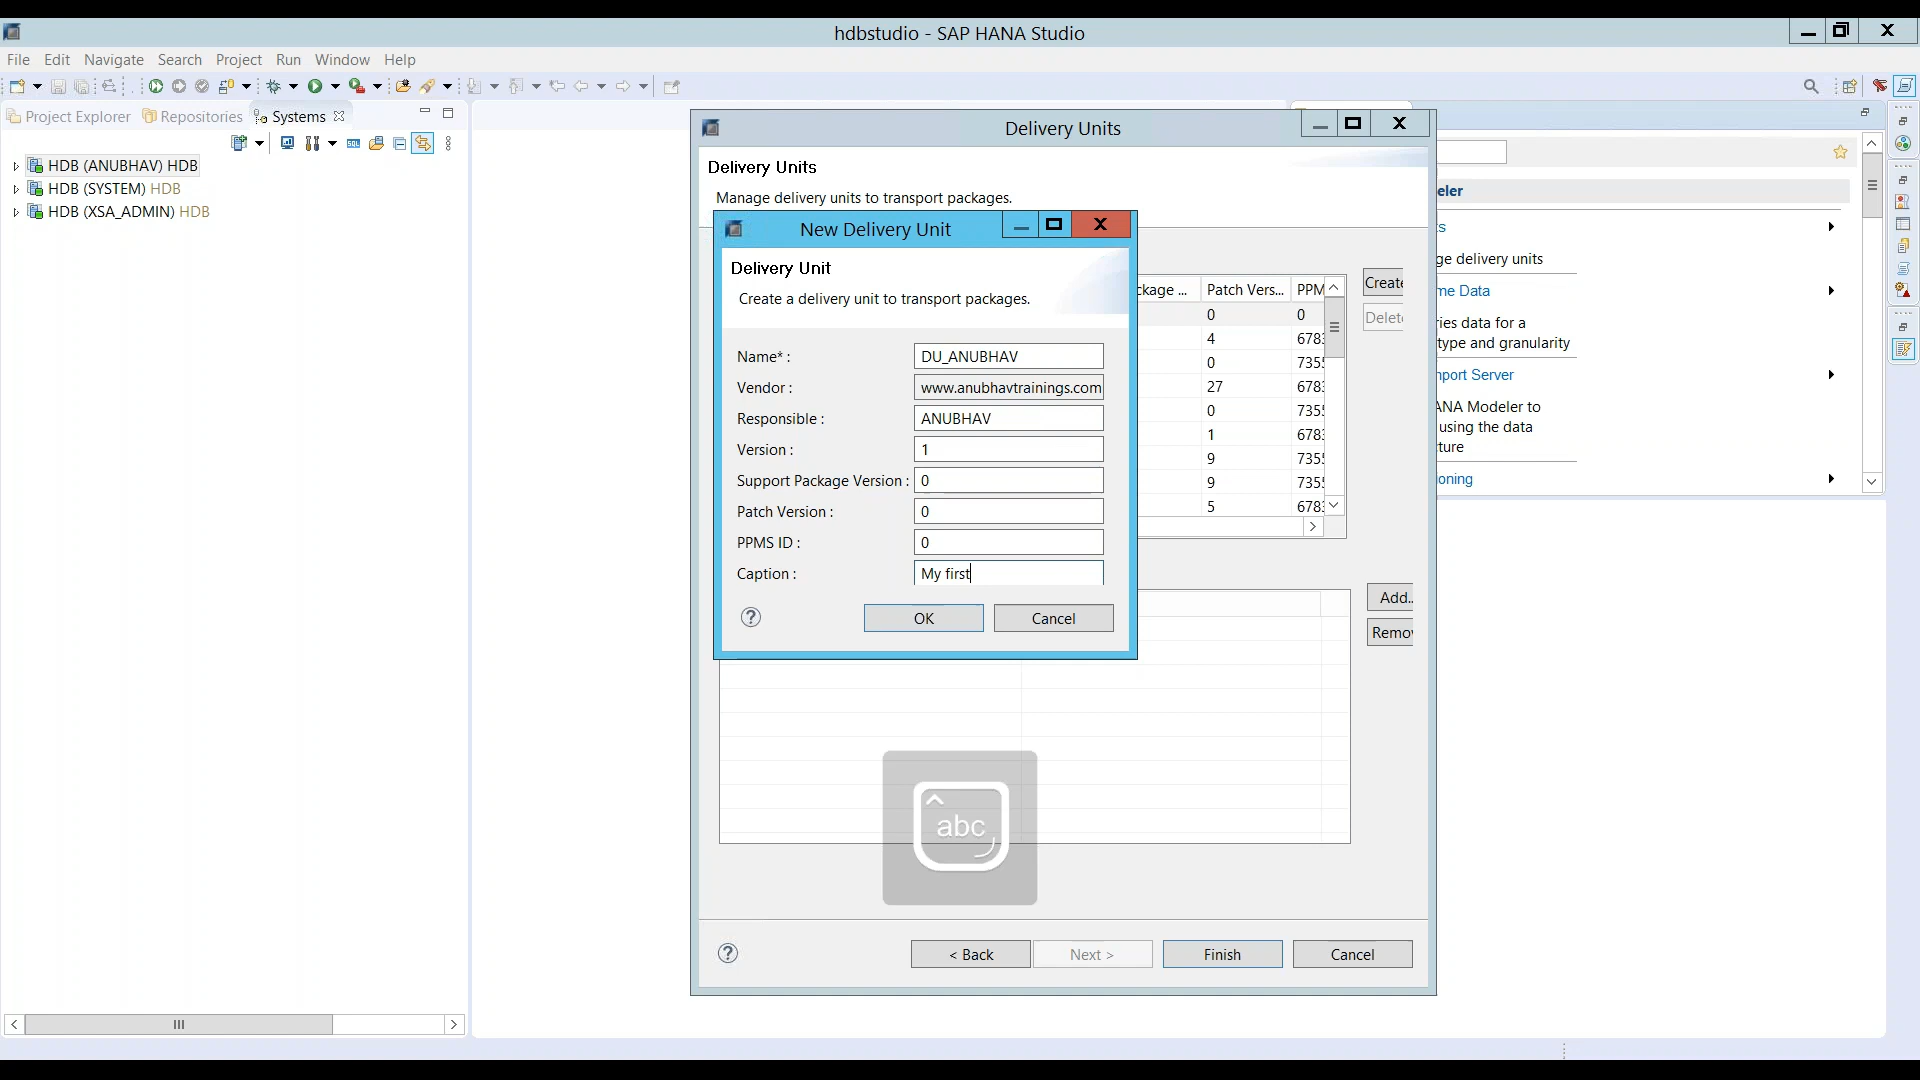 hdbstudio - SAP HANA Studio
File Edit Navigate Search Project Run Window Help
Project Explorer Repositories Systems
HDB (ANUBHAV) HDB
HDB (SYSTEM) HDB
HDB (XSA_ADMIN) HDB
Delivery Units
Delivery Units
Manage delivery units to transport packages.
New Delivery Unit
Delivery Unit
Create a delivery unit to transport packages.
Name* : DU_ANUBHAV
Vendor : www.anubhavtrainings.com
Responsible : ANUBHAV
Version : 1
Support Package Version : 0
Patch Version : 0
PPMS ID : 0
Caption : My first
OK Cancel
ckage ... Patch Vers... PPM
0 0
4 678
0 735
27 678
0 735
1 678
9 735
9 735
5 678
Create
Delet
Add..
Remo
abc
< Back Next > Finish Cancel
eler
ts
ge delivery units
me Data
ries data for a
type and granularity
nport Server
ANA Modeler to
using the data
ture
oning